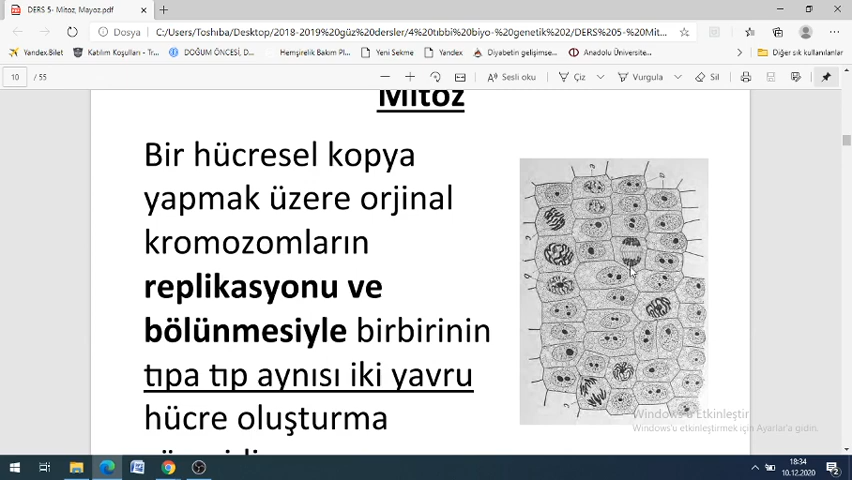 DERS 5- Mitoz, Mayoz.pdf
Dosya
C:/Users/Toshıba/Desktop/2018-2019%20güz%20dersler/4%20tıbbi%20biyo-%20genetik%202/DERS%205-%20Mit...
Yandex.Bilet
Katılım Koşulları - Tr...
DOĞUM ÖNCESİ, D...
Hemşirelik Bakım Pl...
Yeni Sekme
Yandex
Diyabetin gelişimse...
Anadolu Üniversite...
Diğer sık kullanılanlar
10 /55
Sesli oku
Çiz
Vurgula
Sil
Mitoz
Bir hücresel kopya
yapmak üzere orjinal
kromozomların
replikasyonu ve
bölünmesiyle birbirinin
tıpa tıp aynısı iki yavru
hücre oluşturma
Windows'u Etkinleştir
Windows'u etkinleştirmek için Ayarlar'a gidin.
18:34
10.12.2020
2